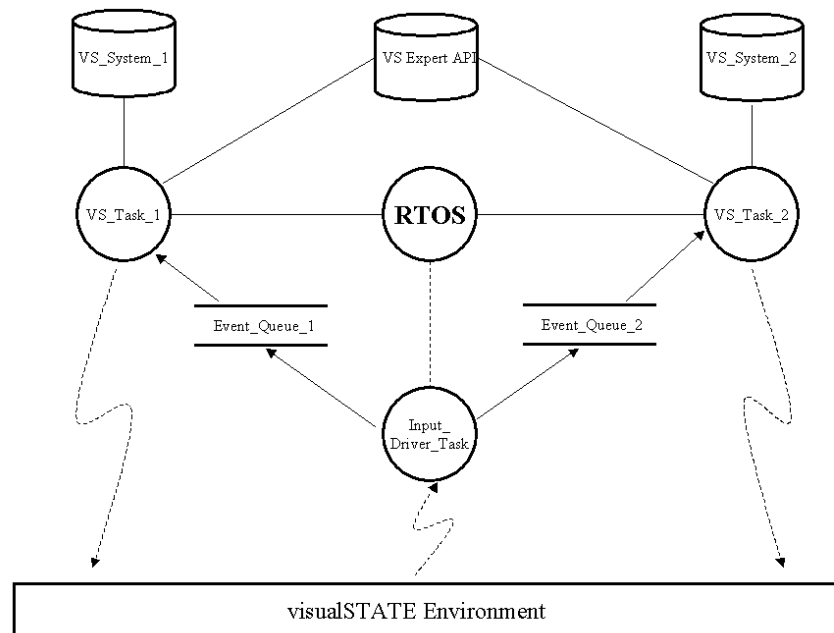 VS_System_1
VS Expert API
VS_System_2
VS_Task_1
RTOS
VS_Task_2
Event_Queue_1
Event_Queue_2
Input_
Driver_Task
visualSTATE Environment